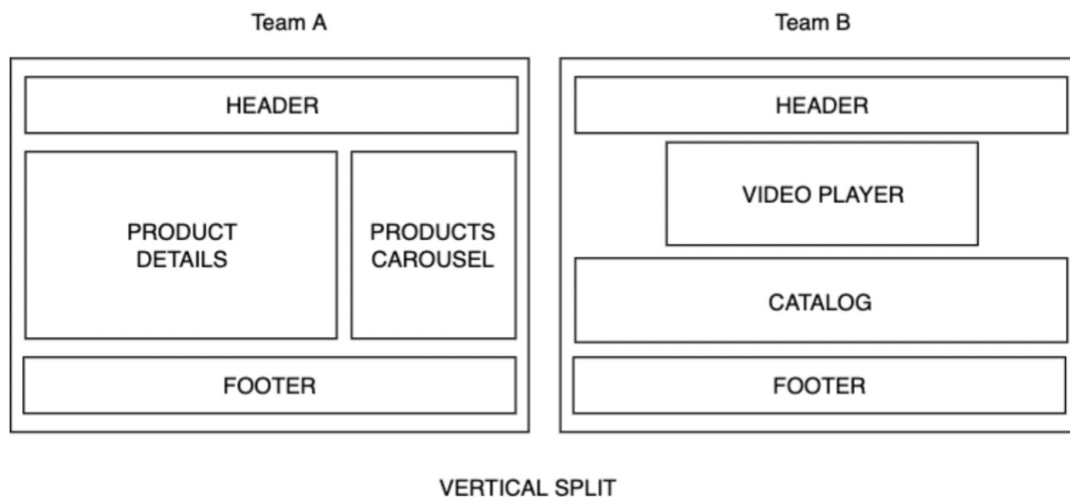 Team A
HEADER
PRODUCT
DETAILS
PRODUCTS
CAROUSEL
FOOTER
Team B
HEADER
VIDEO PLAYER
CATALOG
FOOTER
VERTICAL SPLIT